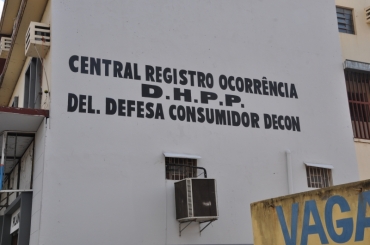 CENTRAL REGISTRO OCORRÊNCIA
D.H.P.P.
DEL. DEFESA CONSUMIDOR DECON
VAGA